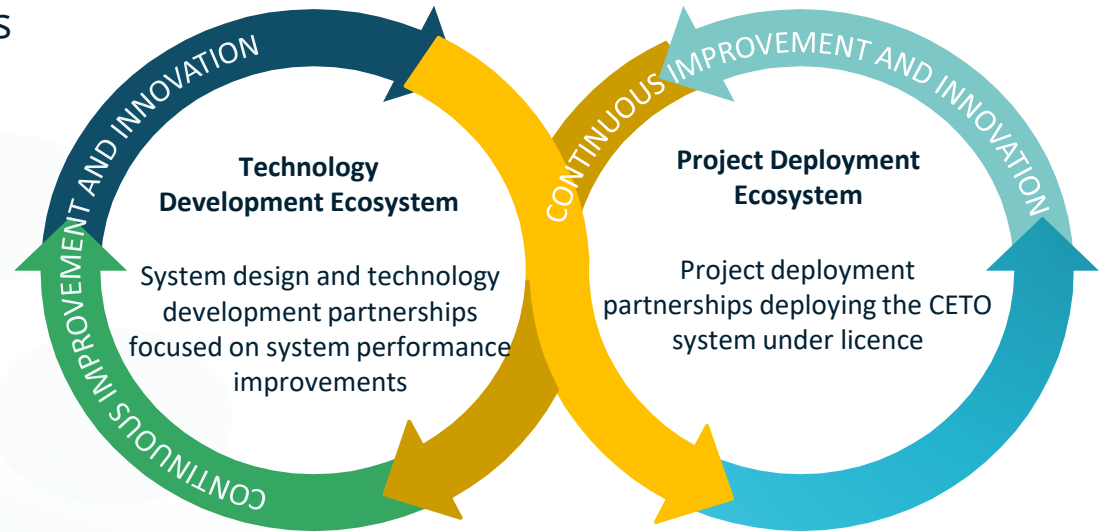 S
CONTINUOUS IMPROVEMENT AND INNOVATION
Technology
Development Ecosystem
System design and technology
development partnerships
focused on system performance
improvements
CONTINUOUS IMPROVEMENT AND INNOVATION
Project Deployment
Ecosystem
Project deployment
partnerships deploying the CETO
system under licence